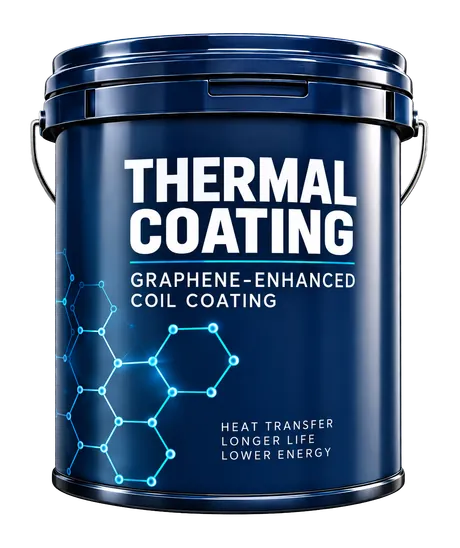 THERMAL
COATING
GRAPHENE-ENHANCED
COIL COATING
HEAT TRANSFER
LONGER LIFE
LOWER ENERGY